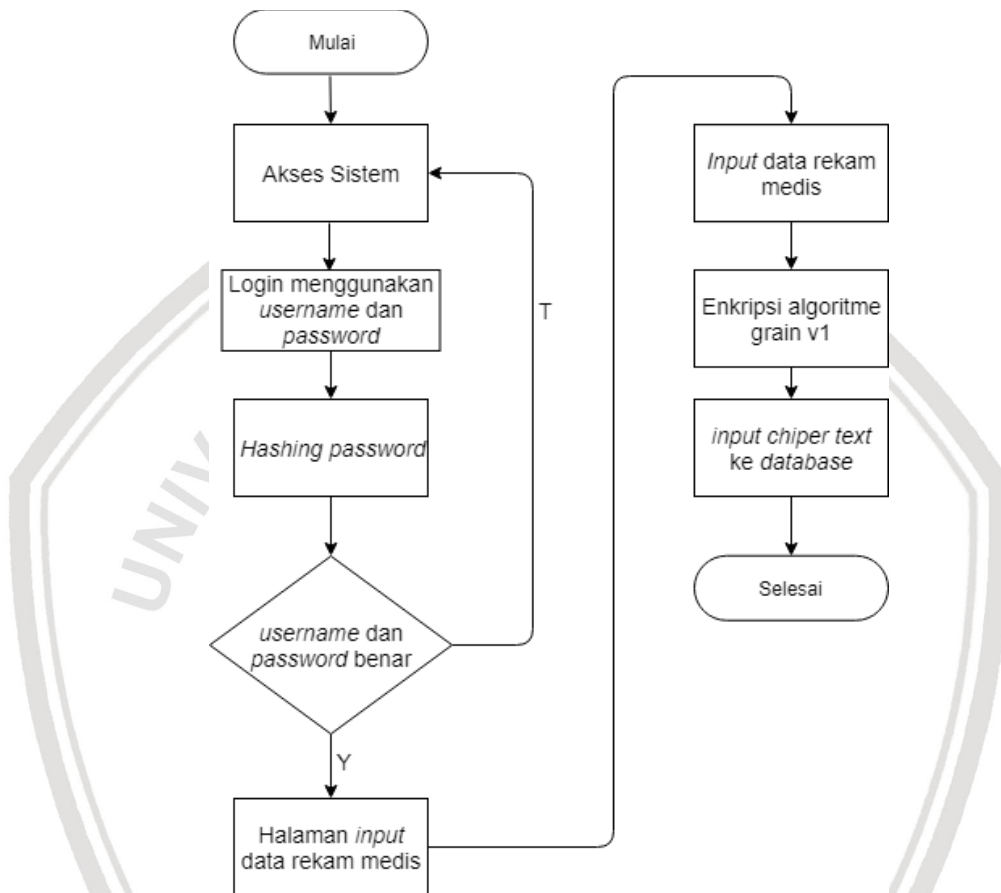 Mulai
Akses Sistem
Login menggunakan
username dan
password
Hashing password
username dan
password benar
T
Y
Halaman input
data rekam medis
Input data rekam
medis
Enkripsi algoritme
grain v1
input chiper text
ke database
Selesai
UNIV